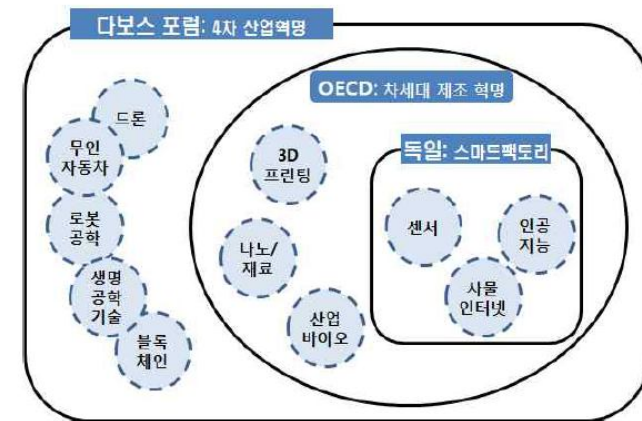 다보스 포럼: 4차 산업혁명
OECD: 차세대 제조 혁명
독일: 스마트팩토리
드론
무인
자동차
로봇
공학
생명
공학
기술
블록
체인
3D
프린팅
나노/
재료
산업
바이오
센서
인공
지능
사물
인터넷